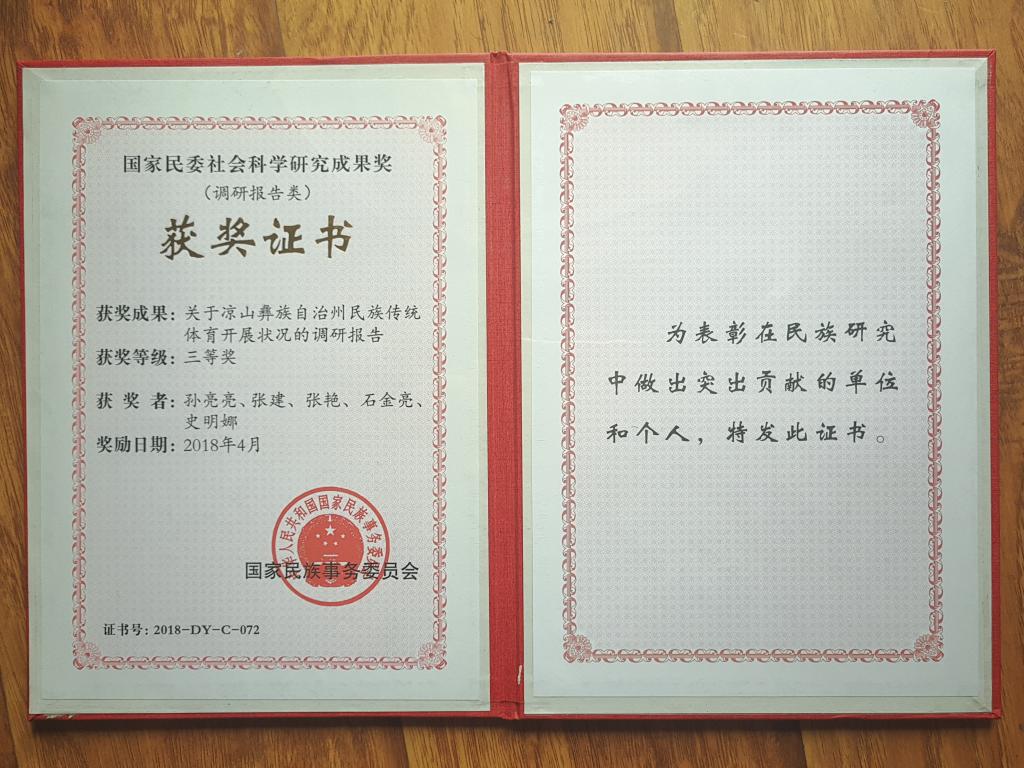 国家民委社会科学研究成果奖
（调研报告类）
获奖证书
获奖成果：关于凉山彝族自治州民族传统
体育开展状况的调研报告
获奖等级：三等奖
获 奖 者：孙亮亮、张建、张艳、石金亮、
史明娜
奖励日期：2018年4月
中华人民共和国国家民族事务委员会
国家民族事务委员会
证书号：2018-DY-C-072
为表彰在民族研究
中做出突出贡献的单位
和个人，特发此证书。